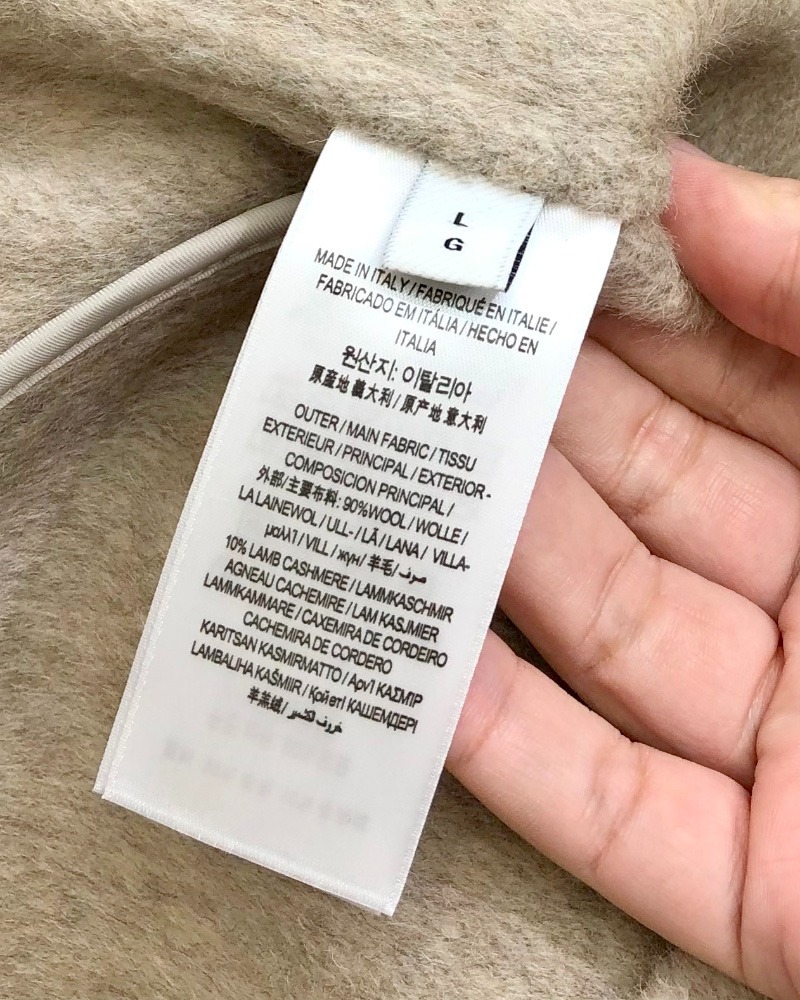 L
G
MADE IN ITALY / FABRIQUÉ EN ITALIE /
FABRICADO EM ITÁLIA / HECHO EN
ITALIA
원산지: 이탈리아
原產地 義大利 / 原产地 意大利
OUTER / MAIN FABRIC / TISSU
EXTERIEUR / PRINCIPAL / EXTERIOR -
COMPOSICION PRINCIPAL /
外部/主要布料: 90%WOOL / WOLLE /
LA LAINEWOL / ULL- / LÃ / LANA / VILLA-
μαλλί / VILL / жүн/ 羊毛/ صرف
10% LAMB CASHMERE / LAMMKASCHMIR
AGNEAU CACHEMIRE / LAM KASJMIER
LAMMKAMMARE / CAXEMIRA DE CORDEIRO
CACHEMIRA DE CORDERO
KARITSAN KASMIRMATTO / Αρνί ΚΑΣΜΙΡ
LAMBALIHA KAŠMIIR / Қой еті КАШЕМДЕРІ
羊羔绒/ خروف